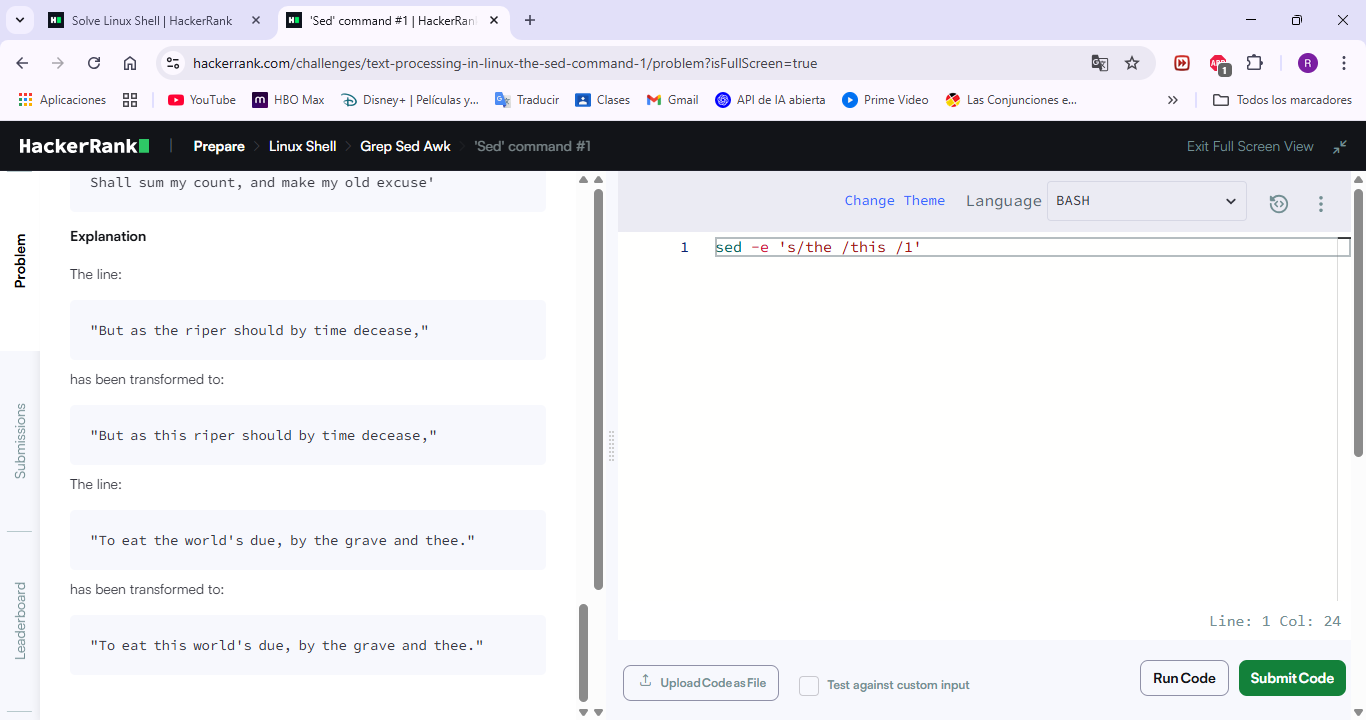 Solve Linux Shell | HackerRank
'Sed' command #1 | HackerRan
hackerrank.com/challenges/text-processing-in-linux-the-sed-command-1/problem?isFullScreen=true
1
R
Aplicaciones
YouTube
HBO Max
Disney+ | Películas y...
Traducir
Clases
Gmail
API de IA abierta
Prime Video
Las Conjunciones e...
Todos los marcadores
HackerRank
Prepare
Linux Shell
Grep Sed Awk
'Sed' command #1
Exit Full Screen View
Problem
Submissions
Leaderboard
Shall sum my count, and make my old excuse'
Explanation
The line:
"But as the riper should by time decease,"
has been transformed to:
"But as this riper should by time decease,"
The line:
"To eat the world's due, by the grave and thee."
has been transformed to:
"To eat this world's due, by the grave and thee."
Change Theme
Language
BASH
1
sed -e 's/the /this /1'
Line: 1 Col: 24
Upload Code as File
Test against custom input
Run Code
Submit Code